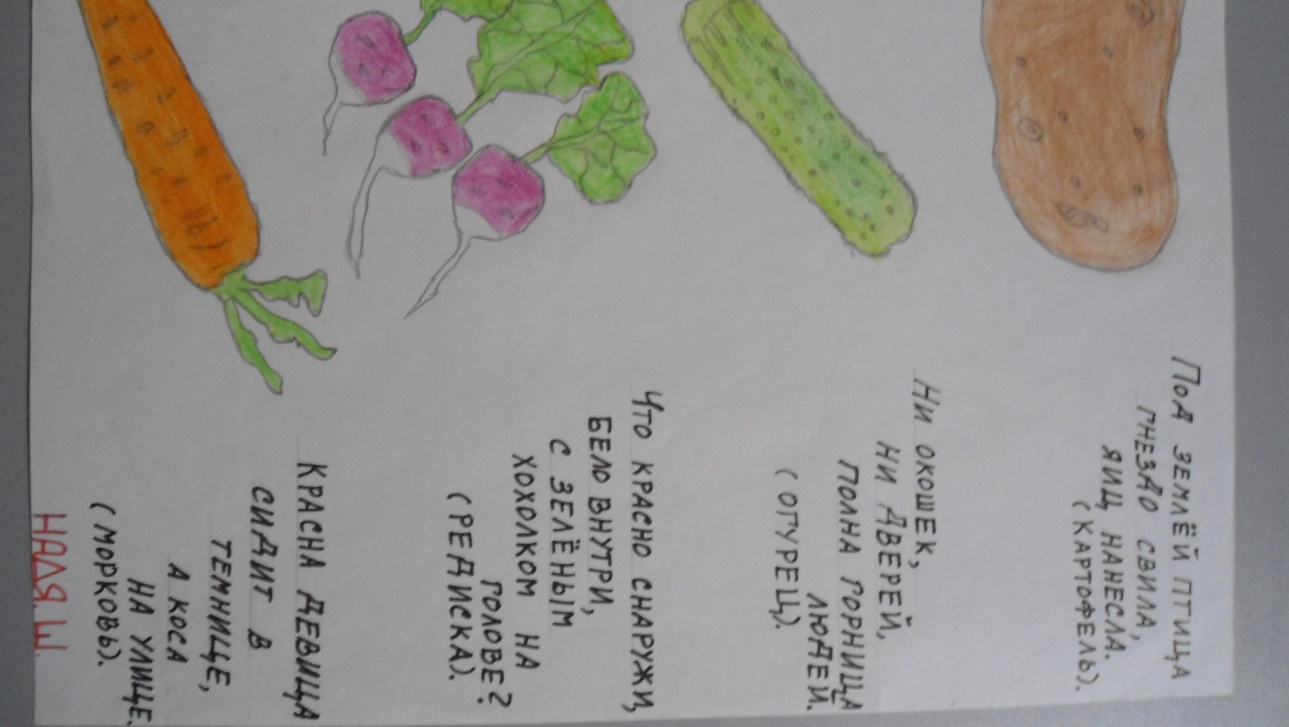 ПОД ЗЕМЛЁЙ ПТИЦА
ГНЕЗДО СВИЛА,
ЯИЦ НАНЕСЛА.
(КАРТОФЕЛЬ).
НИ ОКОШЕК,
НИ ДВЕРЕЙ,
ПОЛНА ГОРНИЦА
ЛЮДЕЙ.
(ОГУРЕЦ).
ЧТО КРАСНО СНАРУЖИ,
БЕЛО ВНУТРИ,
С ЗЕЛЁНЫМ
ХОХОЛКОМ НА
ГОЛОВЕ?
(РЕДИСКА).
КРАСНА ДЕВИЦА
СИДИТ В
ТЕМНИЦЕ,
А КОСА
НА УЛИЦЕ.
(МОРКОВЬ).
НАДЯ Ш.